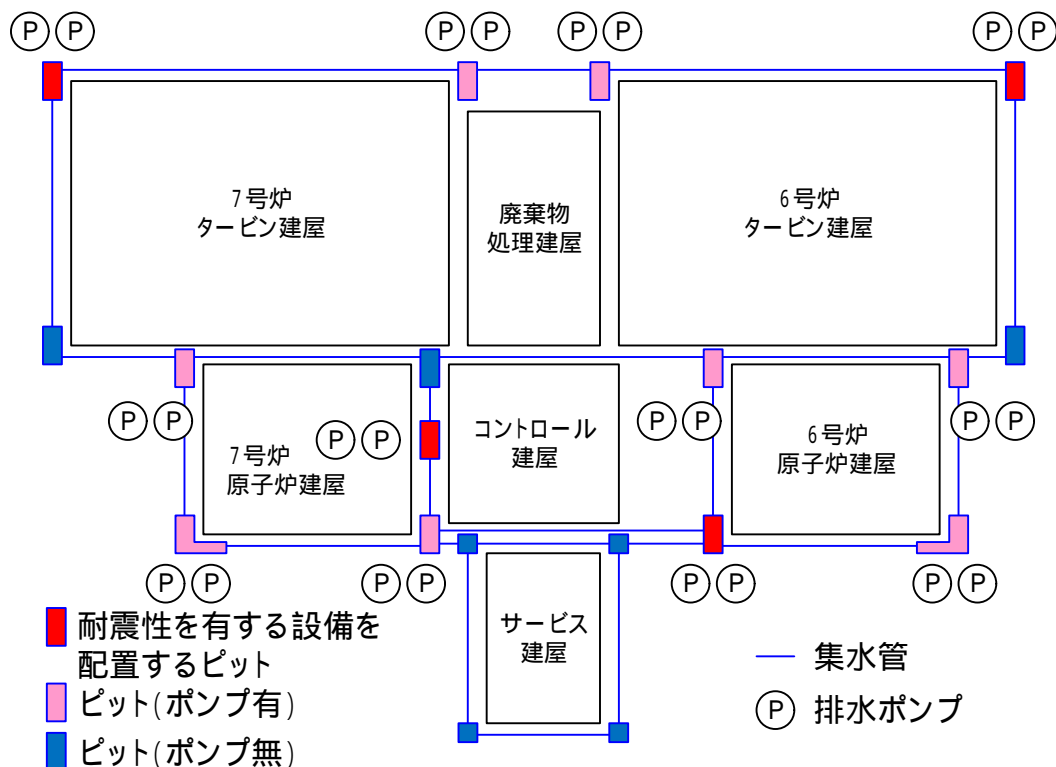 P P P P P P P P
7号炉
タービン建屋
廃棄物
処理建屋
6号炉
タービン建屋
P P
P P
7号炉
原子炉建屋
コントロール
建屋
P P
6号炉
原子炉建屋
P P
P P
P P
P P
P P
サービス
建屋
耐震性を有する設備を
配置するピット
ピット(ポンプ有)
ピット(ポンプ無)
集水管
P 排水ポンプ